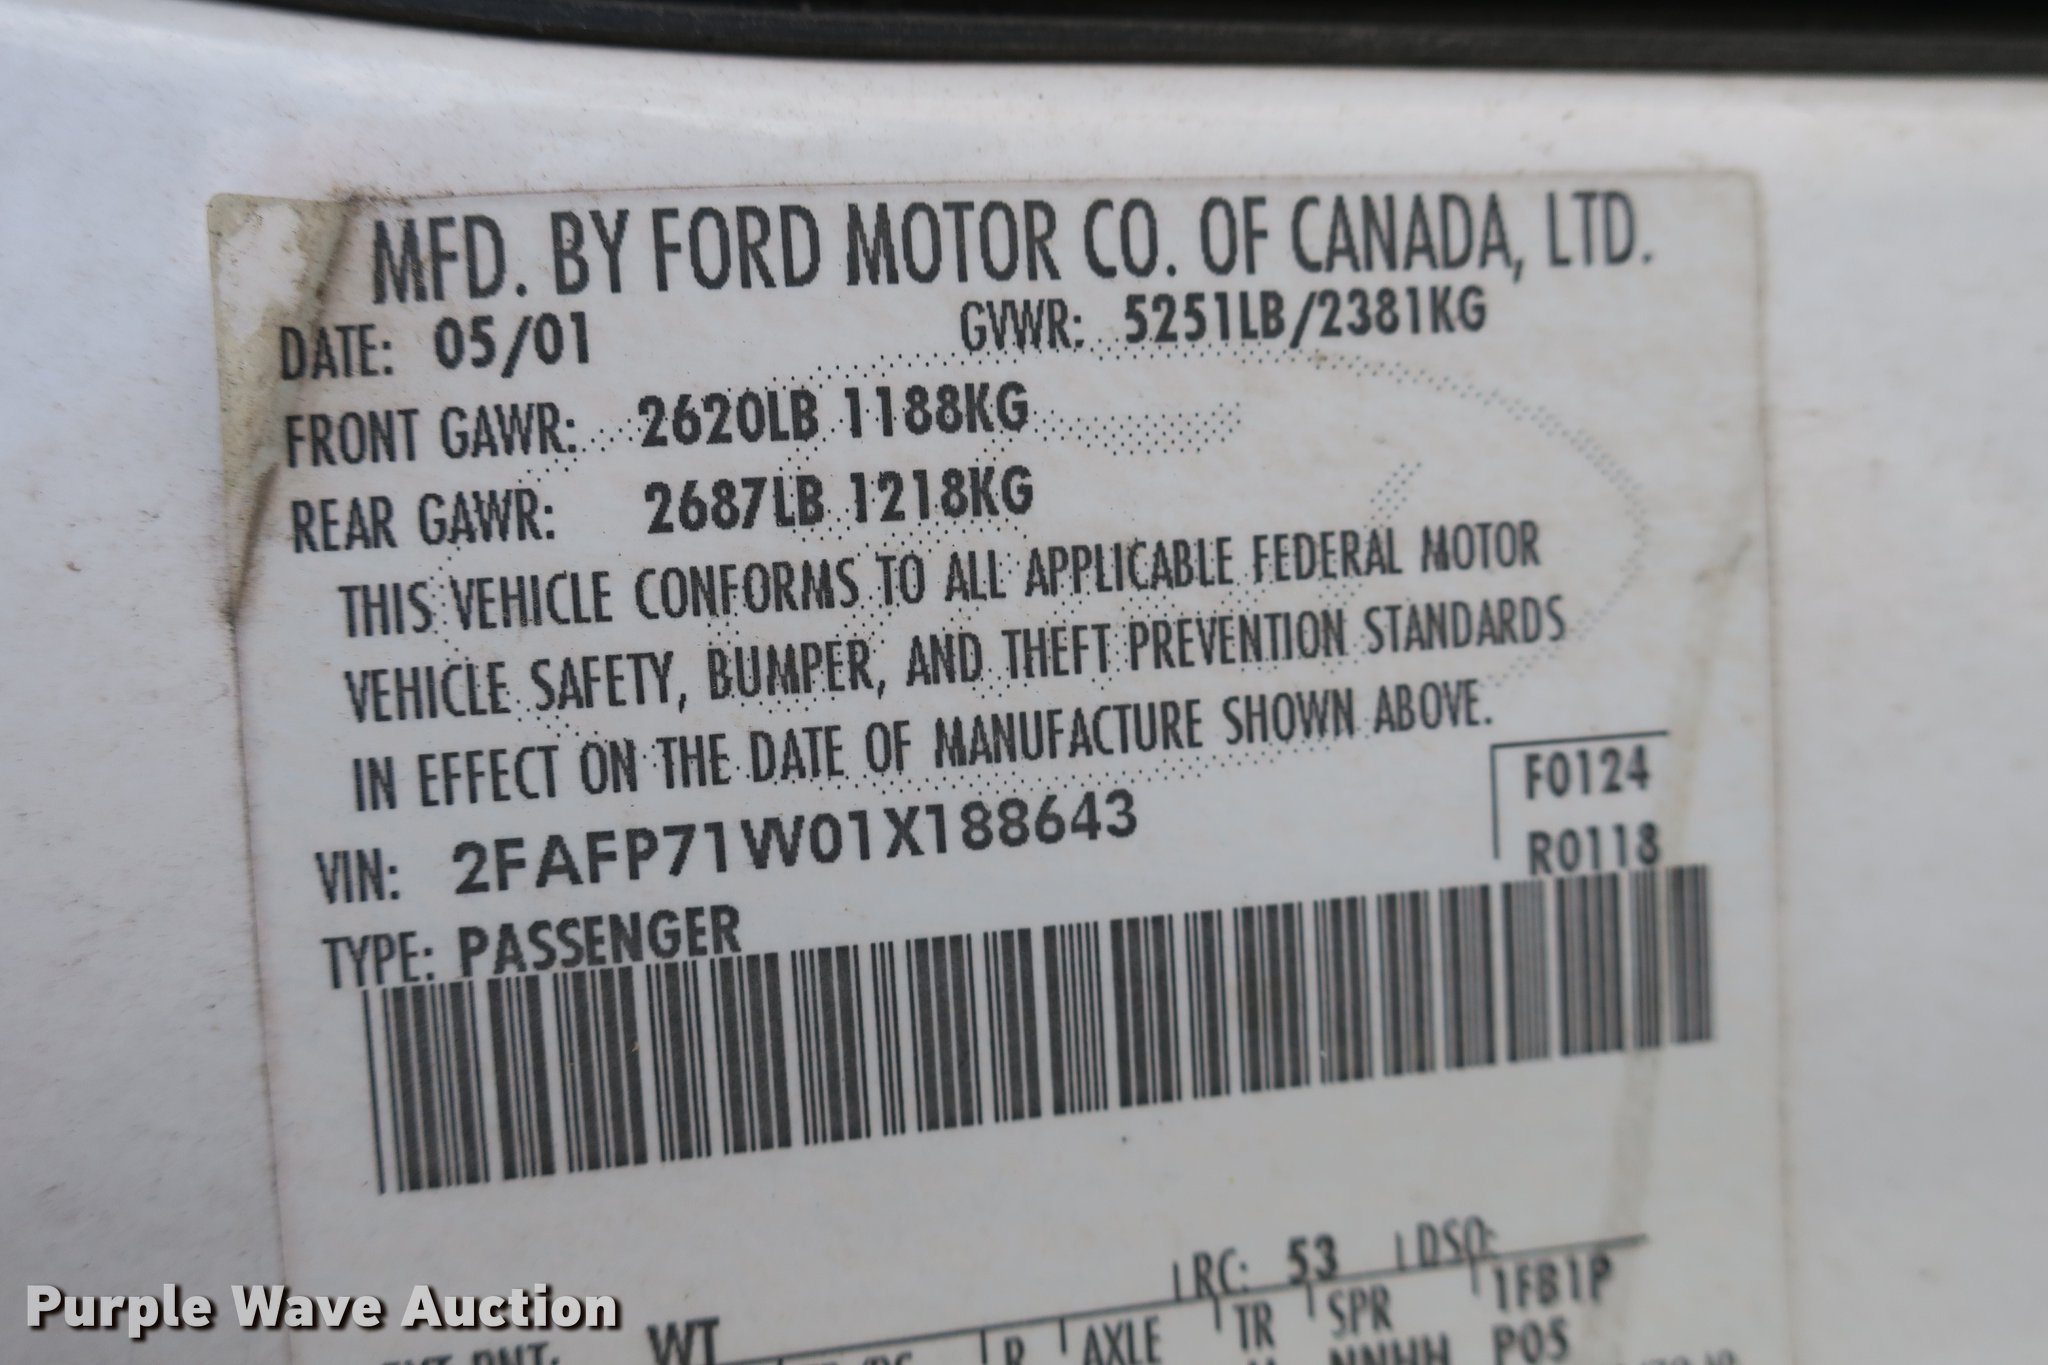 MFD. BY FORD MOTOR CO. OF CANADA, LTD.
DATE: 05/01 GVWR: 5251LB/2381KG
FRONT GAWR: 2620LB 1188KG
REAR GAWR: 2687LB 1218KG
THIS VEHICLE CONFORMS TO ALL APPLICABLE FEDERAL MOTOR
VEHICLE SAFETY, BUMPER, AND THEFT PREVENTION STANDARDS
IN EFFECT ON THE DATE OF MANUFACTURE SHOWN ABOVE.
F0124
VIN: 2FAFP71W01X188643
R0118
TYPE: PASSENGER
RC: 53 DSO:
WT AXLE TR SPR 1FB1P
R NNHH POS
Purple Wave Auction